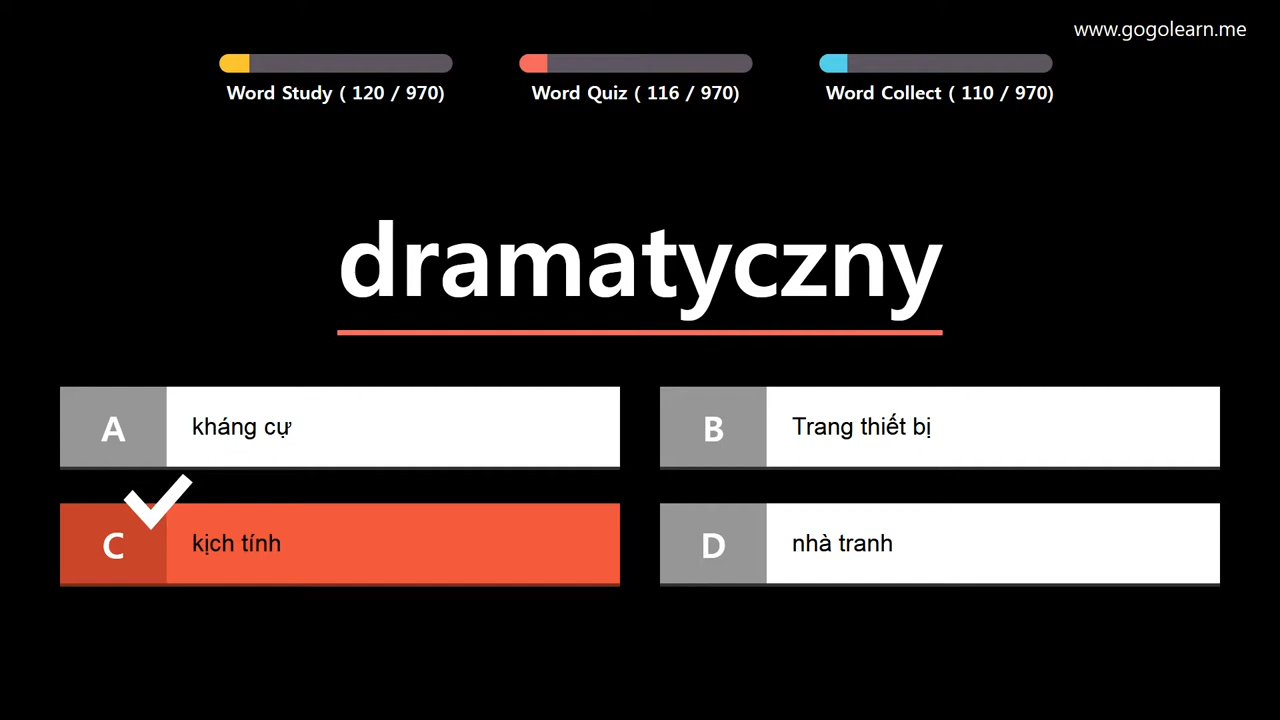 www.gogolearn.me
Word Study ( 120 / 970)
Word Quiz ( 116 / 970)
Word Collect ( 110 / 970)
dramatyczny
A kháng cự
B Trang thiết bị
C kịch tính
D nhà tranh